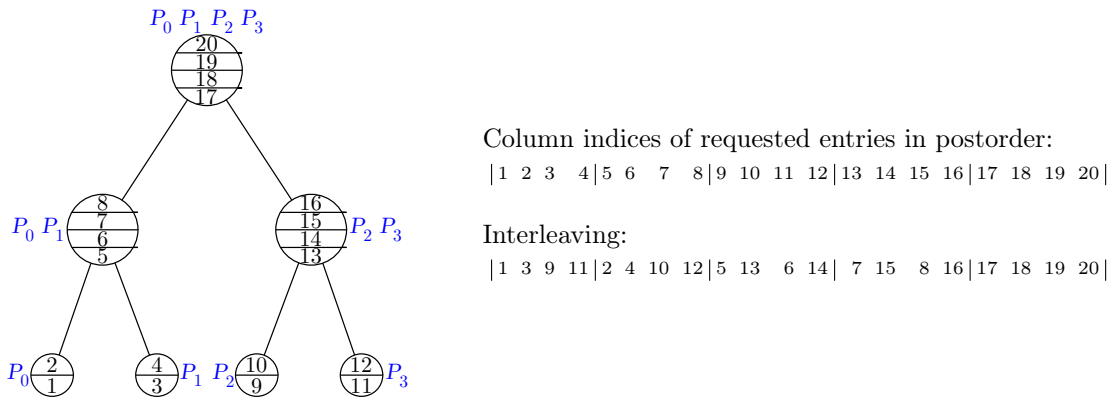 P0 P1 P2 P3
20
19
18
17
8
7
6
5
P0 P1
16
15
14
13
P2 P3
P0
2
1
4
3
P1
P2
10
9
12
11
P3
Column indices of requested entries in postorder:
|1 2 3 4|5 6 7 8|9 10 11 12|13 14 15 16|17 18 19 20|
Interleaving:
|1 3 9 11|2 4 10 12|5 13 6 14| 7 15 8 16|17 18 19 20|